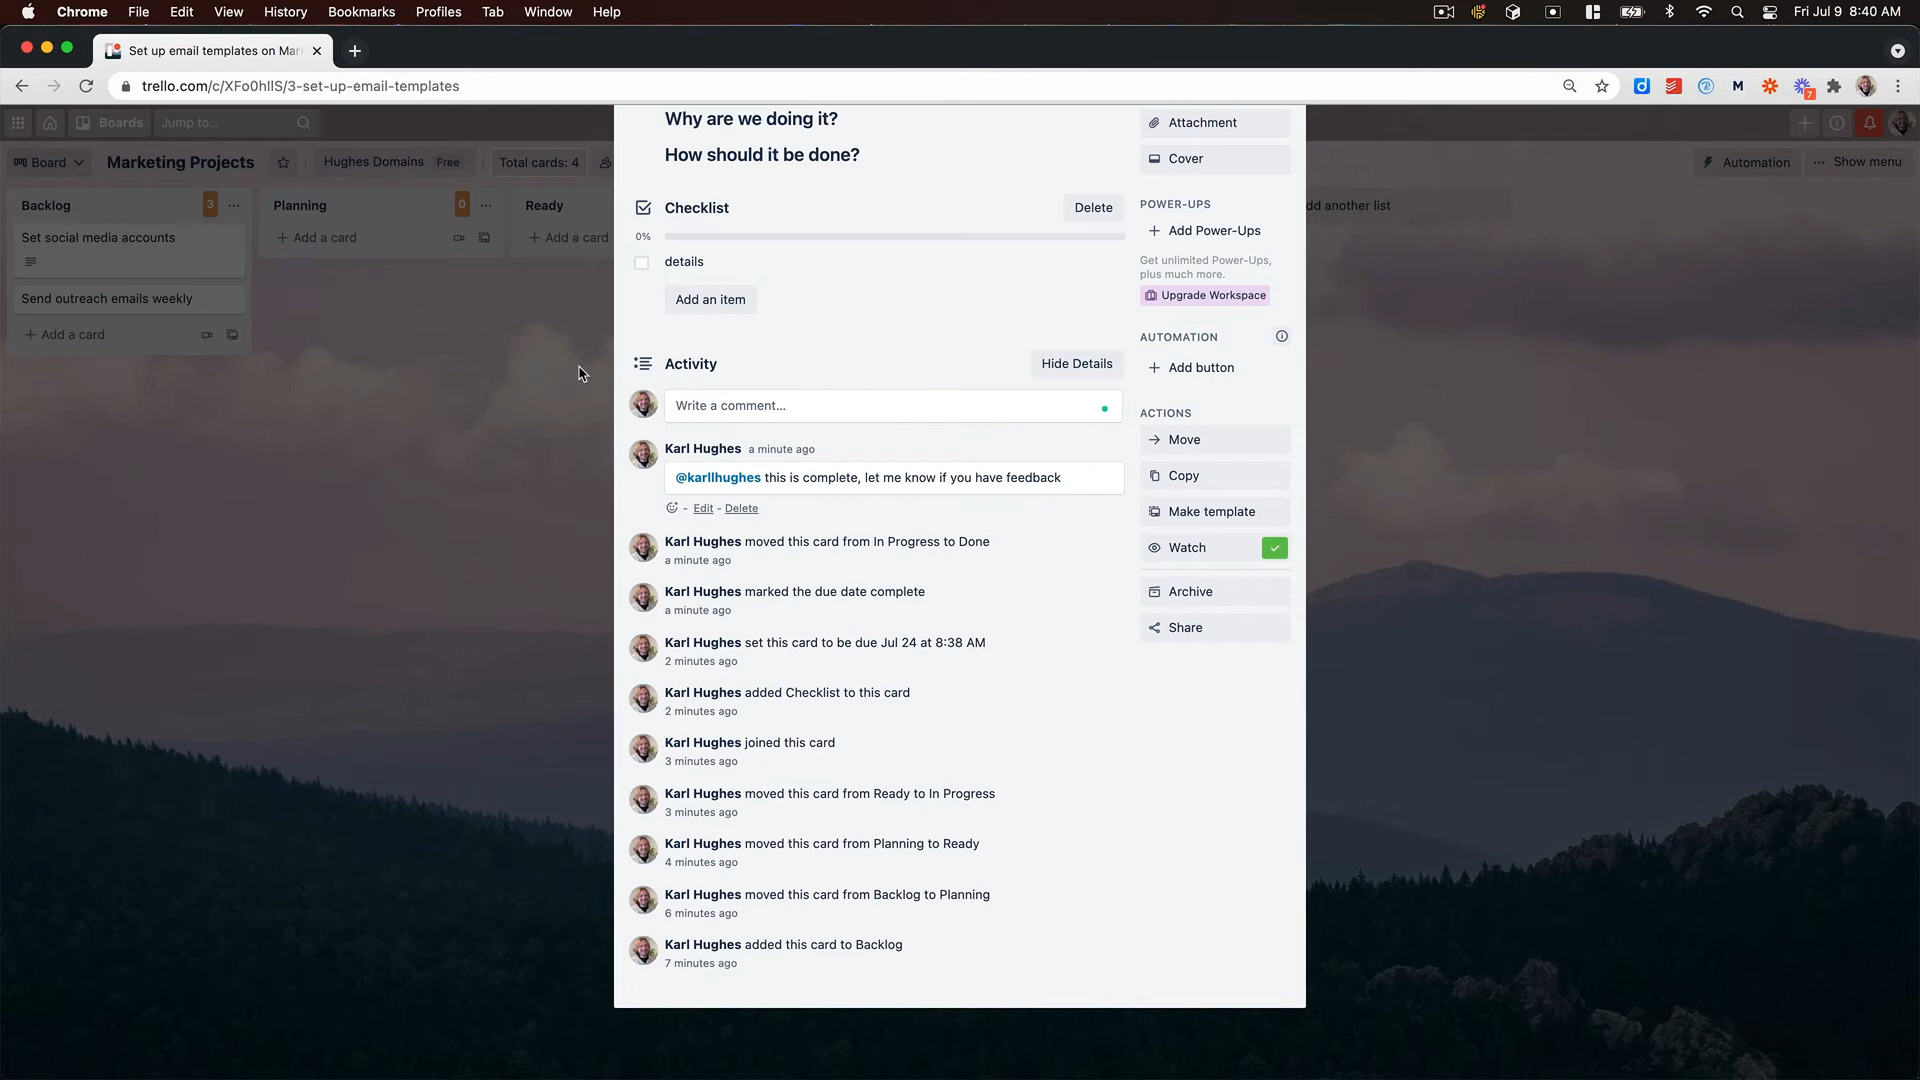 Chrome File Edit View History Bookmarks Profiles Tab Window Help Fri Jul 9 8:40 AM
Set up email templates on Mar
trello.com/c/XFo0hIlS/3-set-up-email-templates
7
Boards Jump to...
Board Marketing Projects Hughes Domains Free Total cards: 4 Automation Show menu
Backlog 3
Set social media accounts
Send outreach emails weekly
+ Add a card
Planning 0
+ Add a card
Ready
+ Add a card
dd another list
Why are we doing it?
How should it be done?
Checklist Delete
0%
details
Add an item
Activity Hide Details
Write a comment...
Karl Hughes a minute ago
@karllhughes this is complete, let me know if you have feedback
- Edit - Delete
Karl Hughes moved this card from In Progress to Done
a minute ago
Karl Hughes marked the due date complete
a minute ago
Karl Hughes set this card to be due Jul 24 at 8:38 AM
2 minutes ago
Karl Hughes added Checklist to this card
2 minutes ago
Karl Hughes joined this card
3 minutes ago
Karl Hughes moved this card from Ready to In Progress
3 minutes ago
Karl Hughes moved this card from Planning to Ready
4 minutes ago
Karl Hughes moved this card from Backlog to Planning
6 minutes ago
Karl Hughes added this card to Backlog
7 minutes ago
Attachment
Cover
POWER-UPS
+ Add Power-Ups
Get unlimited Power-Ups,
plus much more.
Upgrade Workspace
AUTOMATION
+ Add button
ACTIONS
Move
Copy
Make template
Watch
Archive
Share